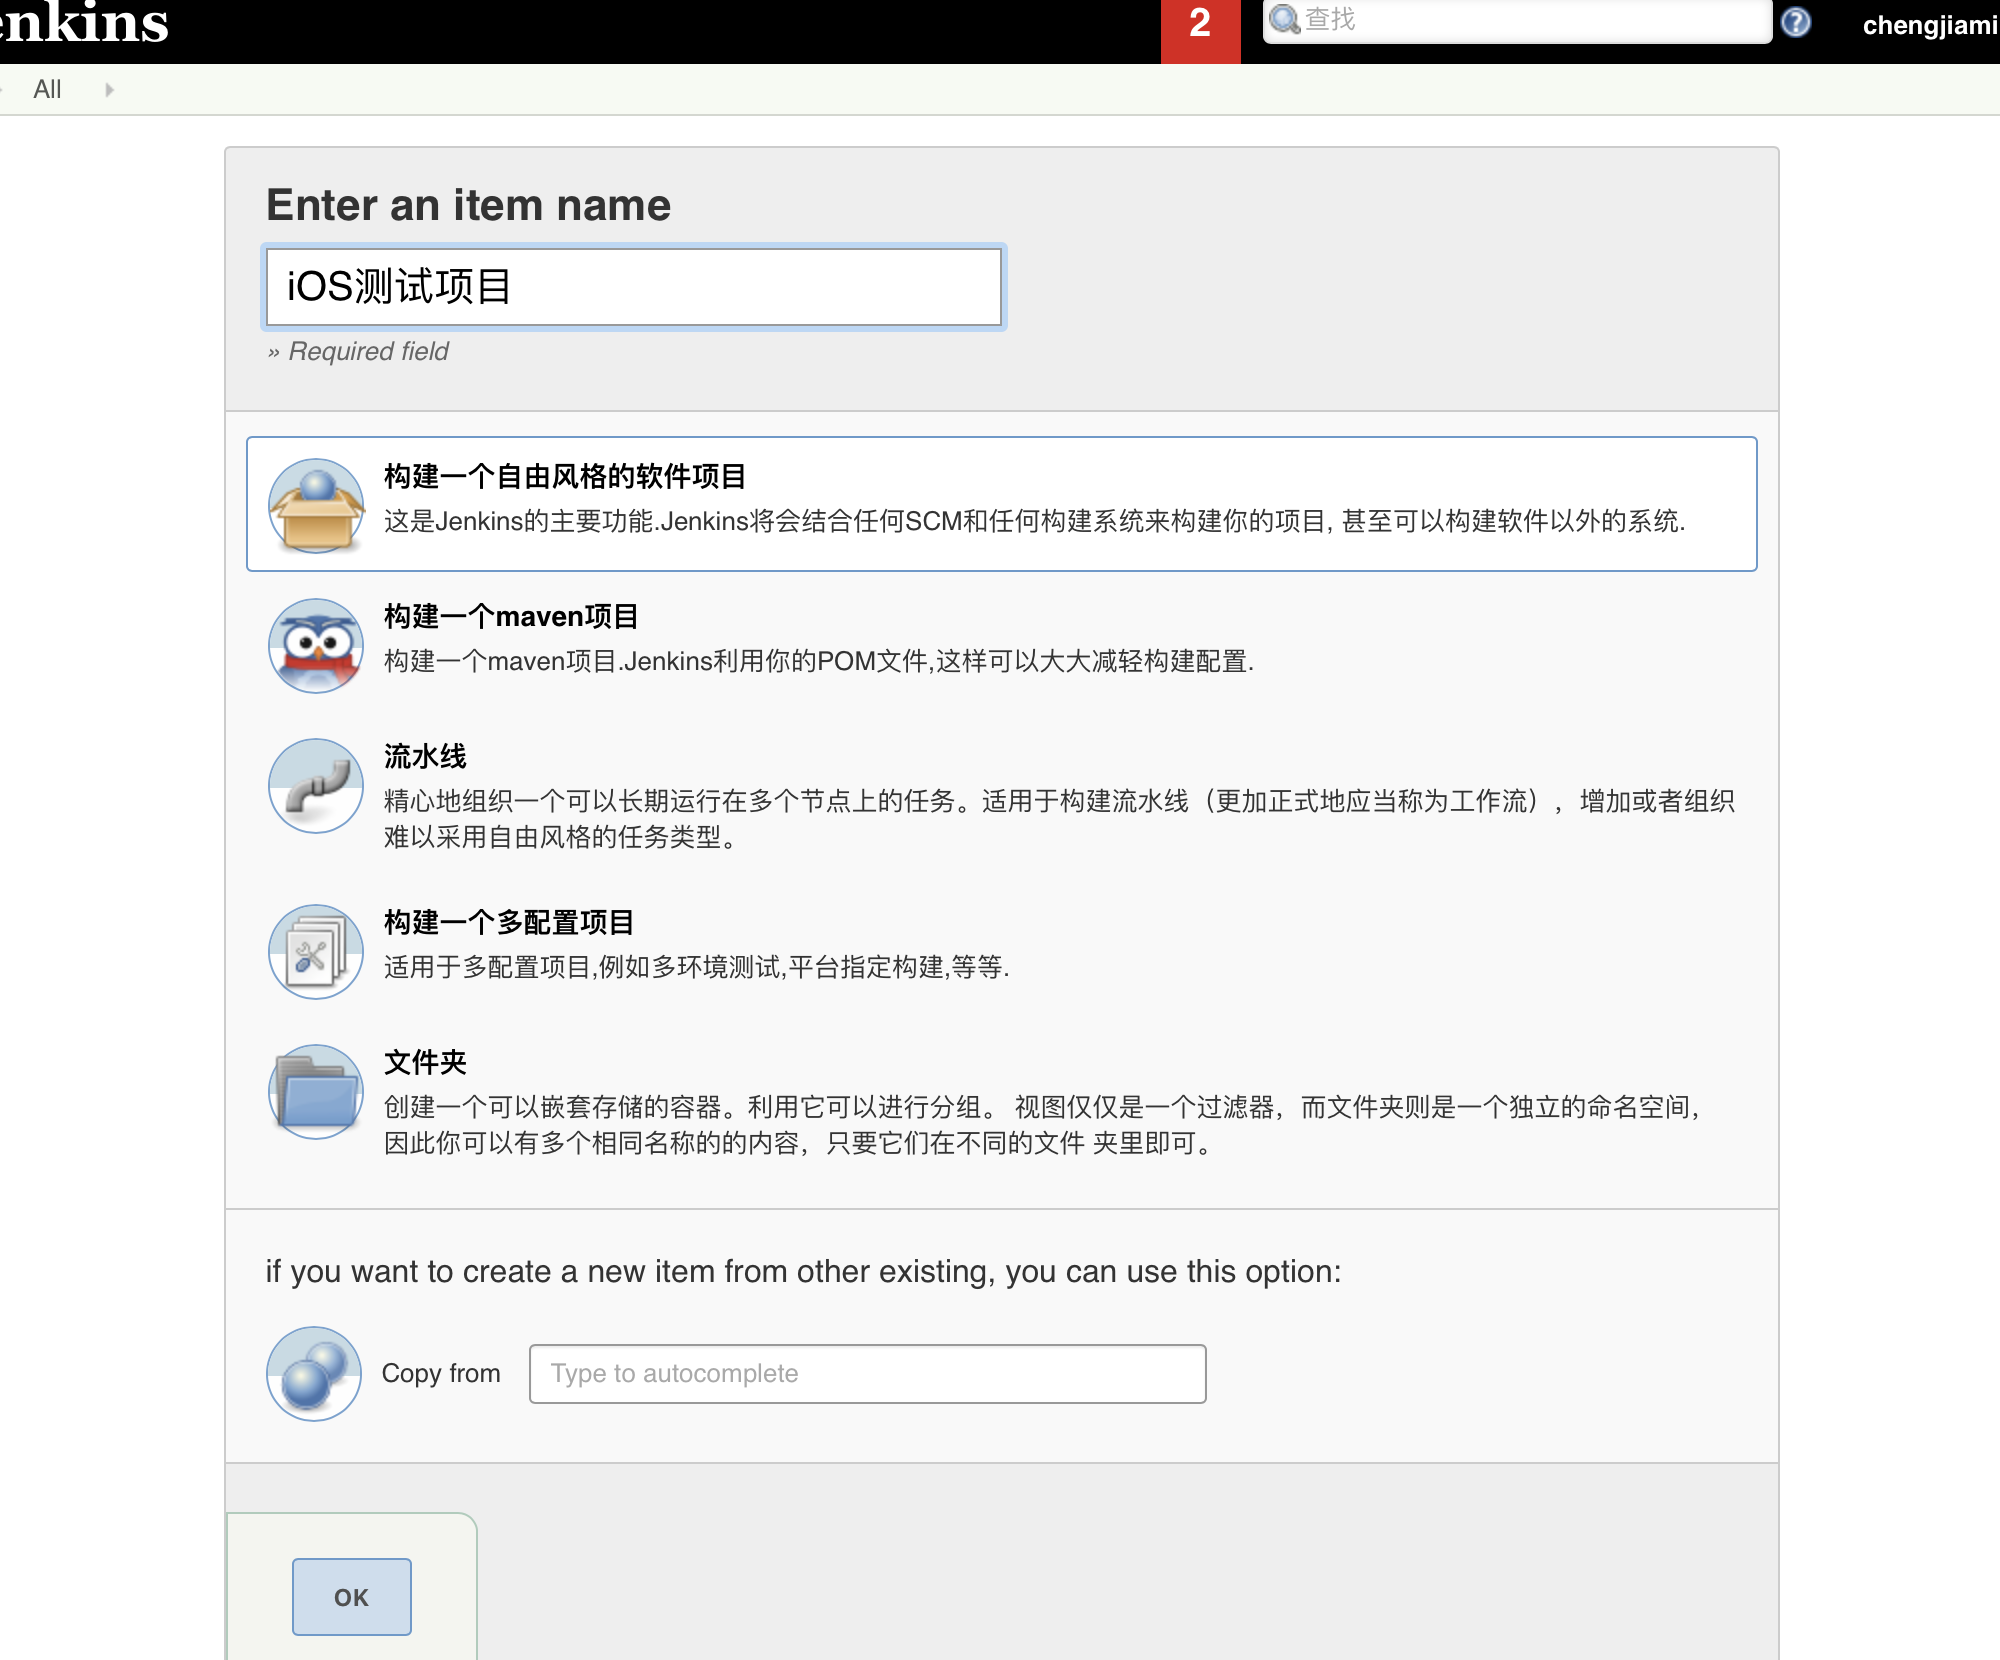 enkins
2
查找
chengjiami
All
Enter an item name
iOS测试项目
» Required field
构建一个自由风格的软件项目
这是Jenkins的主要功能.Jenkins将会结合任何SCM和任何构建系统来构建你的项目, 甚至可以构建软件以外的系统.
构建一个maven项目
构建一个maven项目.Jenkins利用你的POM文件,这样可以大大减轻构建配置.
流水线
精心地组织一个可以长期运行在多个节点上的任务。适用于构建流水线（更加正式地应当称为工作流），增加或者组织
难以采用自由风格的任务类型。
构建一个多配置项目
适用于多配置项目,例如多环境测试,平台指定构建,等等.
文件夹
创建一个可以嵌套存储的容器。利用它可以进行分组。 视图仅仅是一个过滤器，而文件夹则是一个独立的命名空间，
因此你可以有多个相同名称的的内容，只要它们在不同的文件 夹里即可。
if you want to create a new item from other existing, you can use this option:
Copy from
Type to autocomplete
OK